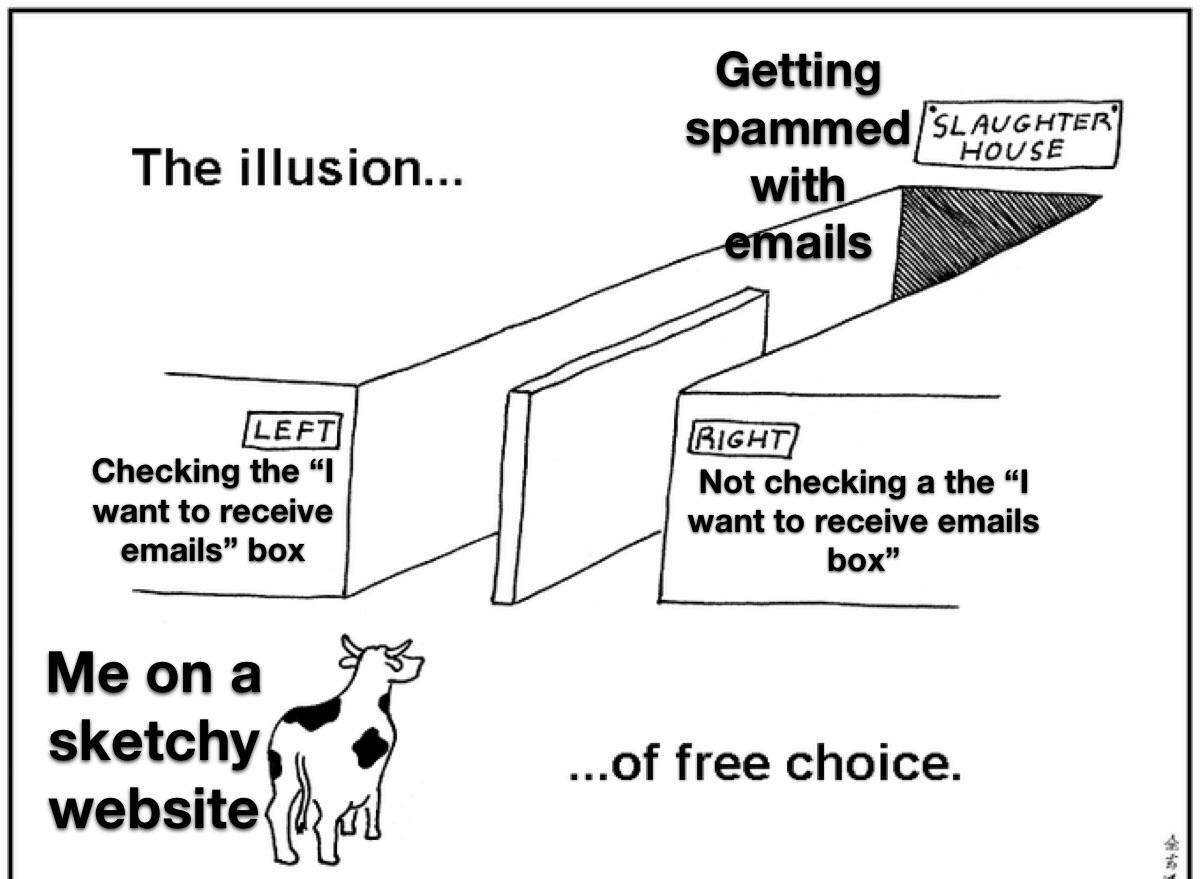 Getting
spammed
with
emails
SLAUGHTER
HOUSE
The illusion...
LEFT
Checking the “I
want to receive
emails” box
RIGHT
Not checking a the “I
want to receive emails
box”
Me on a
sketchy
website
...of free choice.